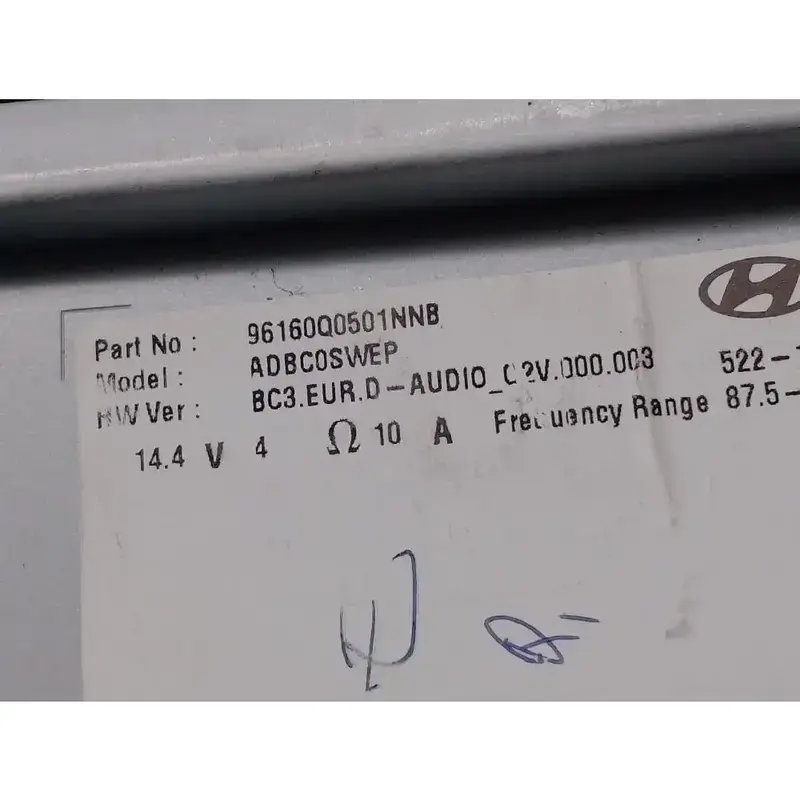 Part No : 96160Q0501NNB
Model : ADBC0SWEP
HW Ver : BC3.EUR.D-AUDIO_02V.000.003 522-
14.4 V 4 Ω 10 A Frequency Range 87.5-